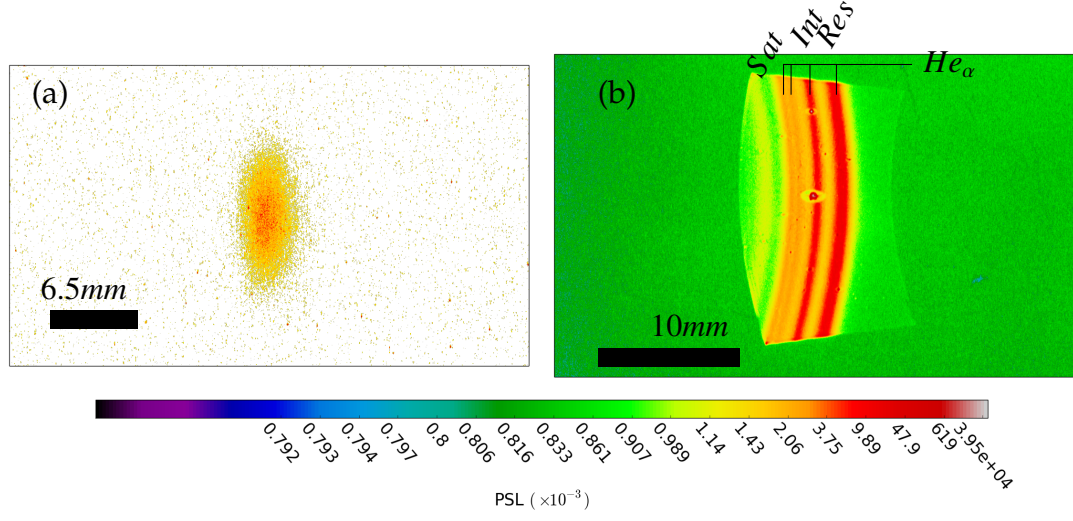 (a)
6.5mm
(b)
Sat
Int
Res
He_α
10mm
0.792
0.793
0.794
0.797
0.8
0.806
0.816
0.833
0.861
0.907
0.989
1.14
1.43
2.06
3.75
9.89
47.9
619
3.95e+04
PSL (×10⁻³)